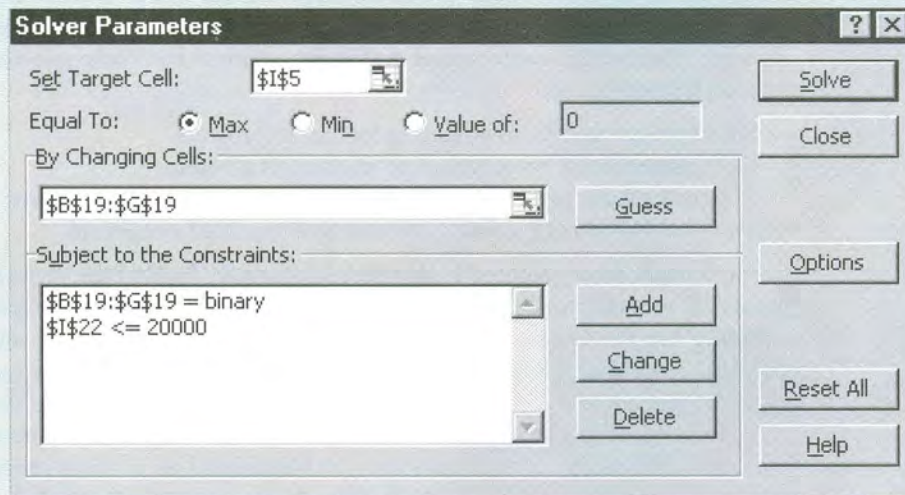 Solver Parameters ? ×
Set Target Cell: $I$5 Solve
Equal To: Max Min Value of: 0 Close
By Changing Cells:
$B$19:$G$19 Guess
Subject to the Constraints: Options
$B$19:$G$19 = binary Add
$I$22 <= 20000
Change
Reset All
Delete
Help